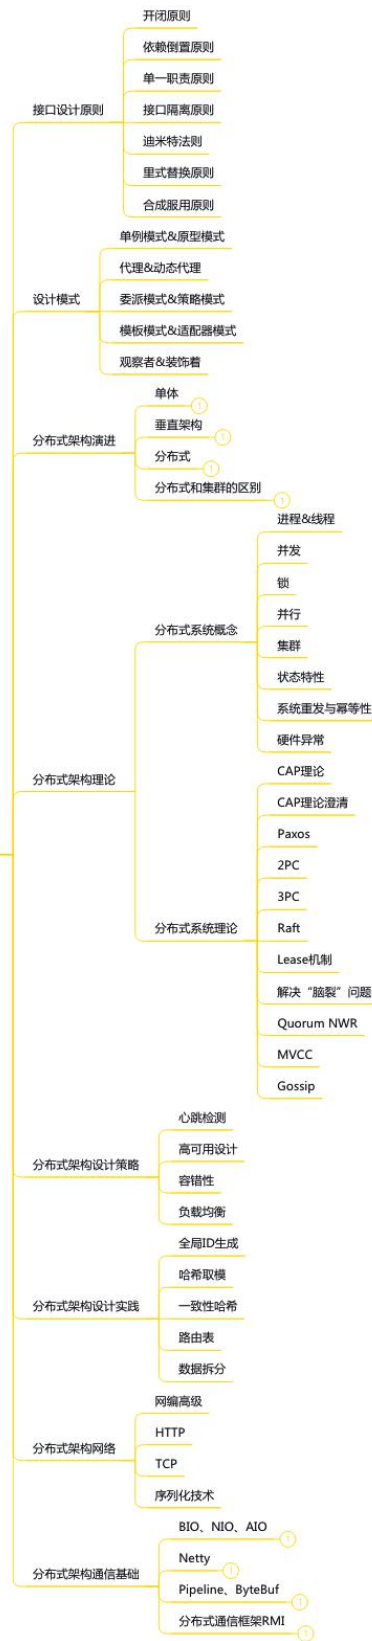 接口设计原则
开闭原则
依赖倒置原则
单一职责原则
接口隔离原则
迪米特法则
里式替换原则
合成服用原则
设计模式
单例模式&原型模式
代理&动态代理
委派模式&策略模式
模板模式&适配器模式
观察者&装饰着
分布式架构演进
单体 1
垂直架构 1
分布式 1
分布式和集群的区别 1
分布式架构理论
分布式系统概念
进程&线程
并发
锁
并行
集群
状态特性
系统重发与幂等性
硬件异常
分布式系统理论
CAP理论
CAP理论澄清
Paxos
2PC
3PC
Raft
Lease机制
解决“脑裂”问题
Quorum NWR
MVCC
Gossip
分布式架构设计策略
心跳检测
高可用设计
容错性
负载均衡
分布式架构设计实践
全局ID生成
哈希取模
一致性哈希
路由表
数据拆分
分布式架构网络
网编高级
HTTP
TCP
序列化技术
分布式架构通信基础
BIO、NIO、AIO 1
Netty 1
Pipeline、ByteBuf 1
分布式通信框架RMI 1